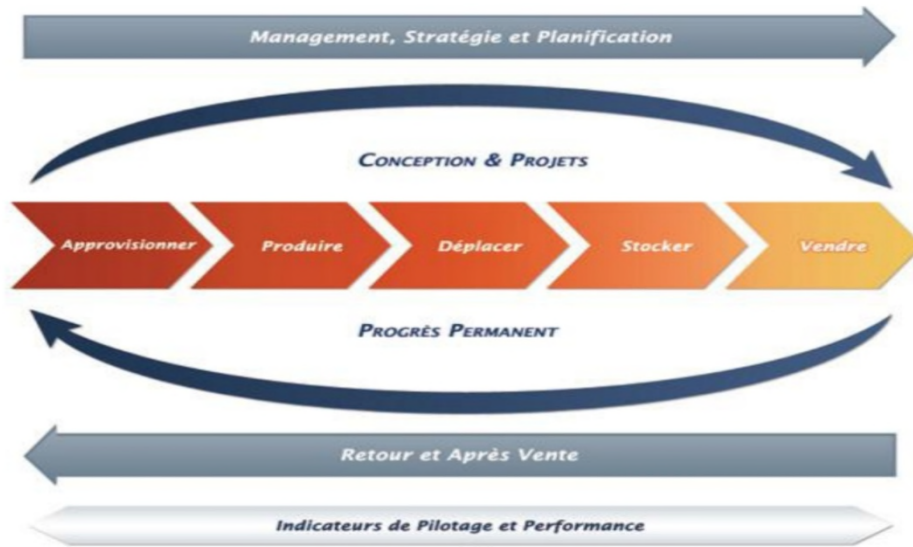 Management, Stratégie et Planification
CONCEPTION & PROJETS
Approvisionner
Produire
Déplacer
Stocker
Vendre
PROGRÈS PERMANENT
Retour et Après Vente
Indicateurs de Pilotage et Performance